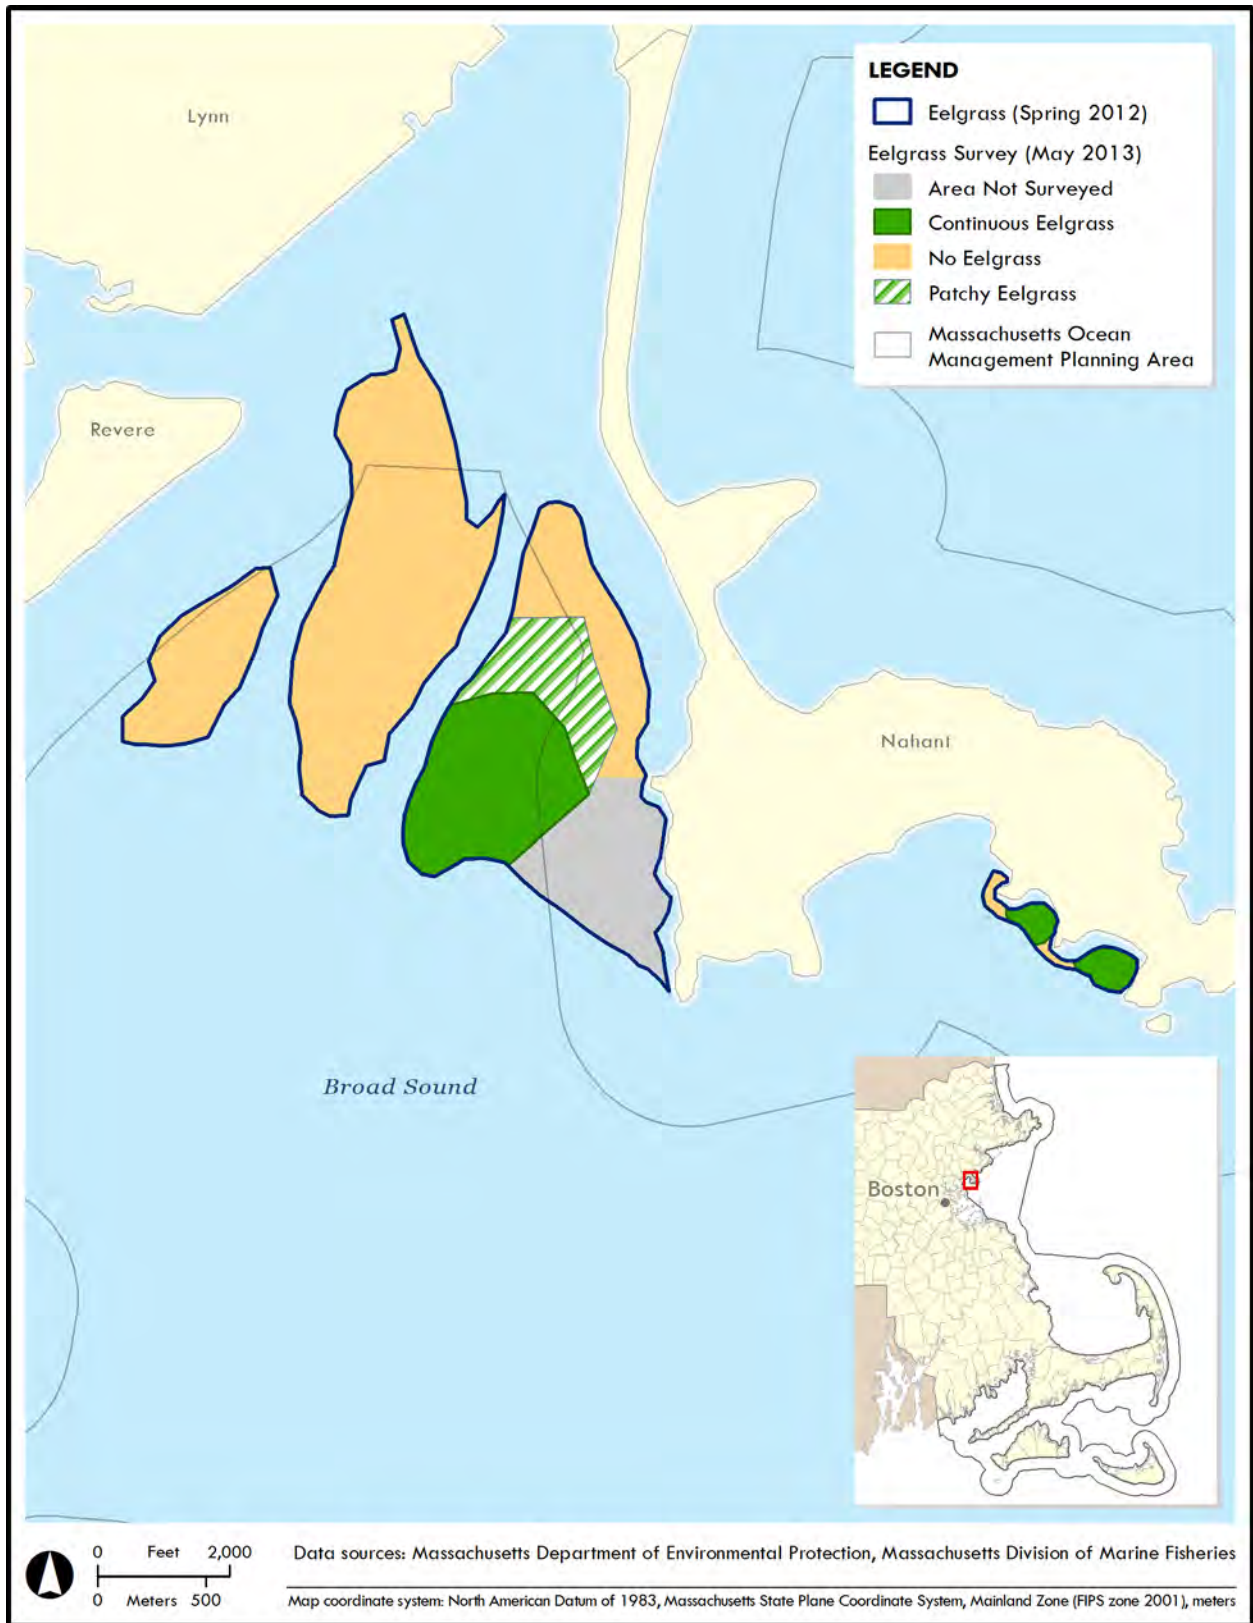 LEGEND
Eelgrass (Spring 2012)
Eelgrass Survey (May 2013)
Area Not Surveyed
Continuous Eelgrass
No Eelgrass
Patchy Eelgrass
Massachusetts Ocean
Management Planning Area
Lynn
Revere
Nahant
Broad Sound
Boston
0 Feet 2,000
0 Meters 500
Data sources: Massachusetts Department of Environmental Protection, Massachusetts Division of Marine Fisheries
Map coordinate system: North American Datum of 1983, Massachusetts State Plane Coordinate System, Mainland Zone (FIPS zone 2001), meters